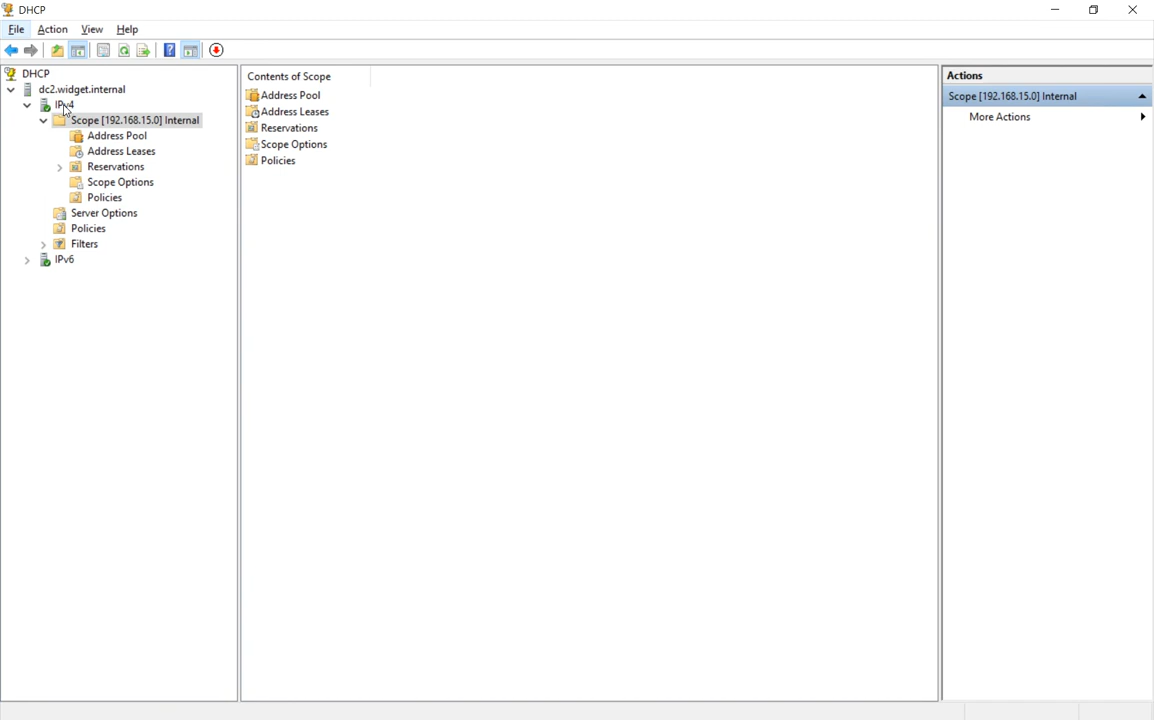 DHCP
File Action View Help
DHCP
dc2.widget.internal
IPv4
Scope [192.168.15.0] Internal
Address Pool
Address Leases
Reservations
Scope Options
Policies
Server Options
Policies
Filters
IPv6
Contents of Scope
Address Pool
Address Leases
Reservations
Scope Options
Policies
Actions
Scope [192.168.15.0] Internal
More Actions